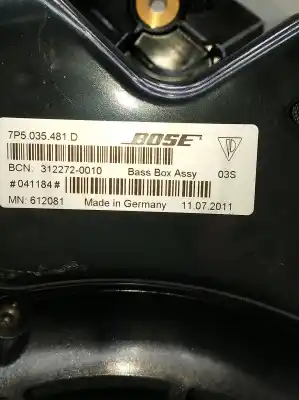 7P5.035.481 D
BOSE
BCN: 312272-0010 Bass Box Assy 03S
#041184#
MN: 612081 Made in Germany 11.07.2011